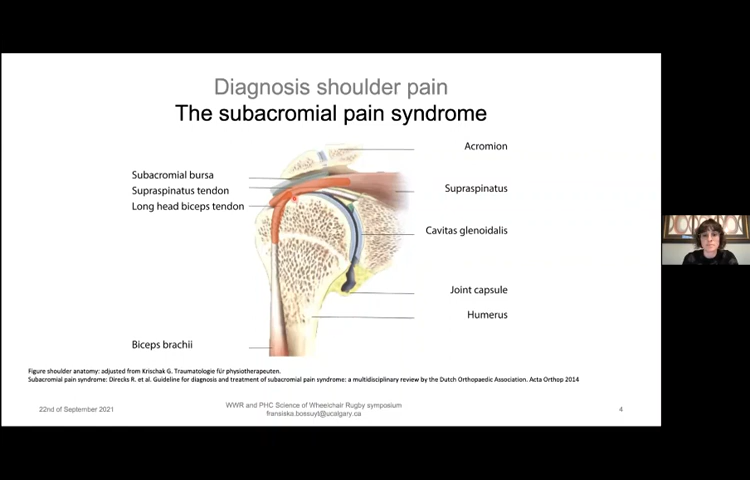 Diagnosis shoulder pain
The subacromial pain syndrome
Acromion
Subacromial bursa
Supraspinatus tendon
Supraspinatus
Long head biceps tendon
Cavitas glenoidalis
Joint capsule
Humerus
Biceps brachii
Figure shoulder anatomy: adjusted from Krischak G. Traumatologie für physiotherapeuten.
Subacromial pain syndrome: Direcks R. et al. Guideline for diagnosis and treatment of subacromial pain syndrome: a multidisciplinary review by the Dutch Orthopaedic Association. Acta Orthop 2014
22nd of September 2021
WWR and PHC Science of Wheelchair Rugby symposium
fransiska.bossuyt@ucalgary.ca
4